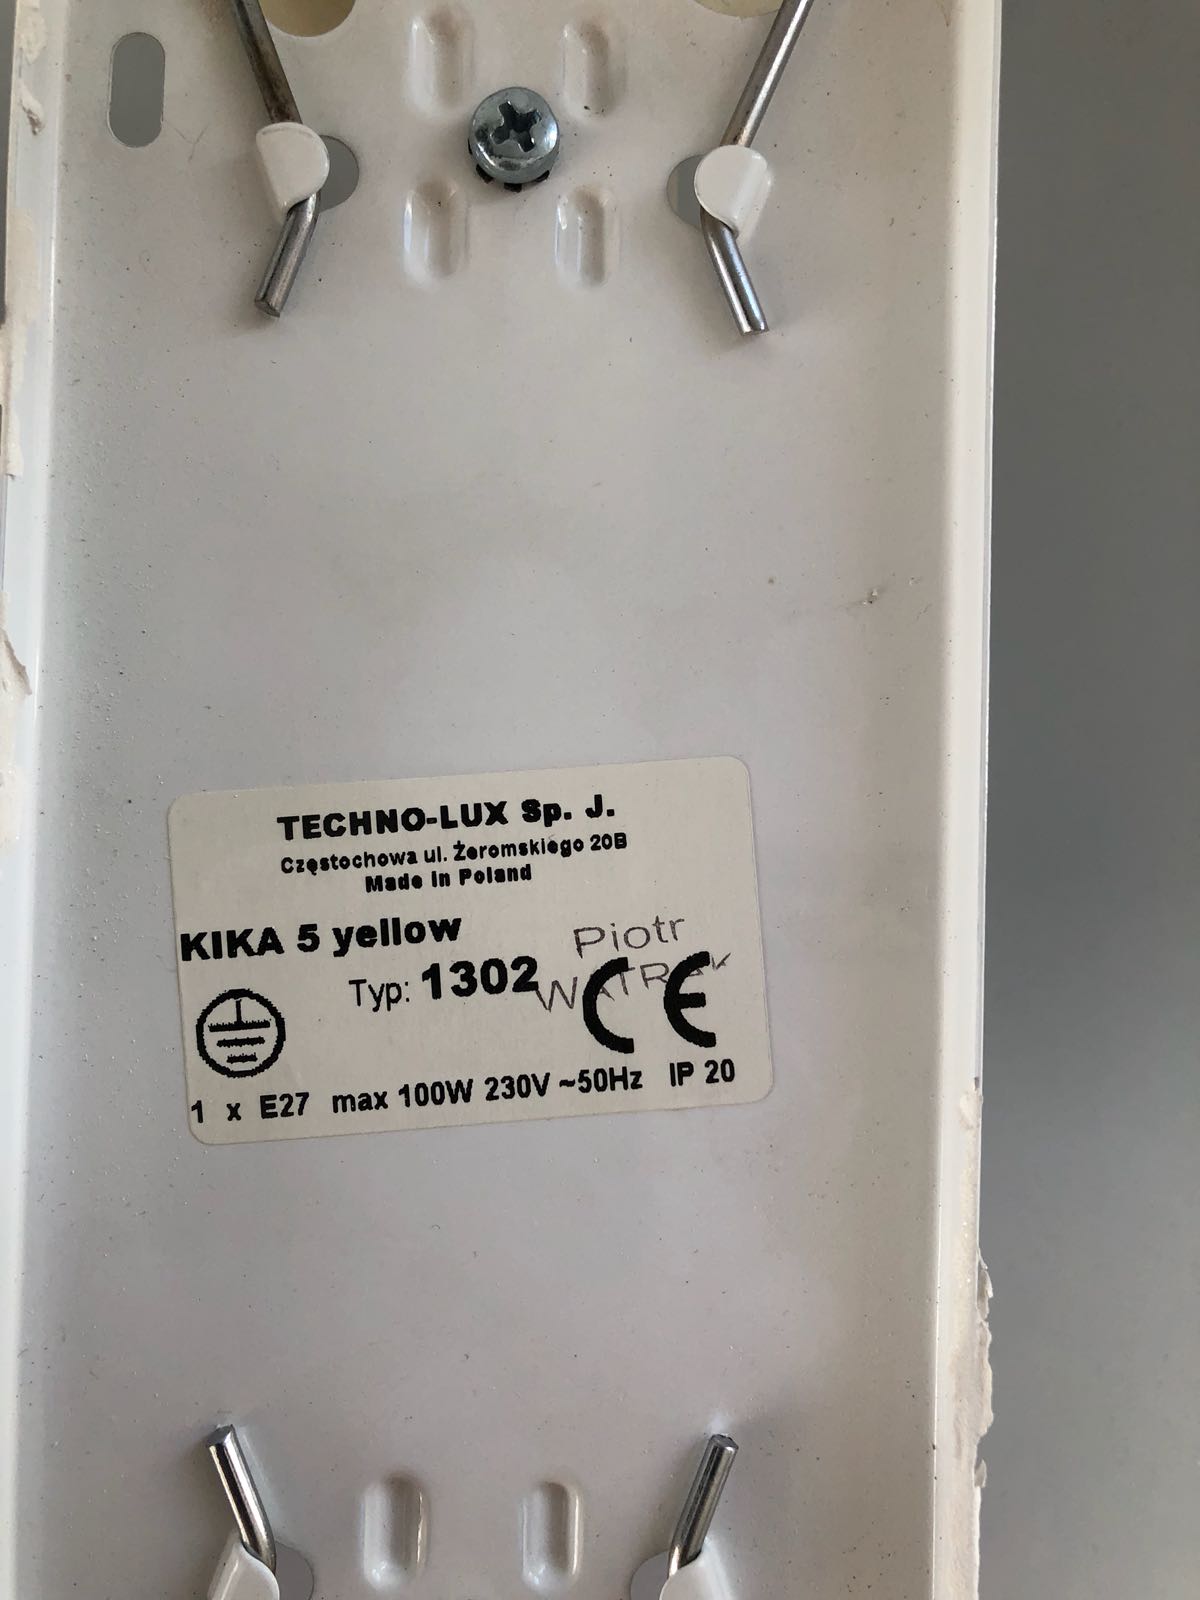 TECHNO-LUX Sp. J.
Częstochowa ul. Żeromskiego 20B
Made in Poland
KIKA 5 yellow
Piotr
Typ: 1302
CE
1 x E27 max 100W 230V ~50Hz IP 20